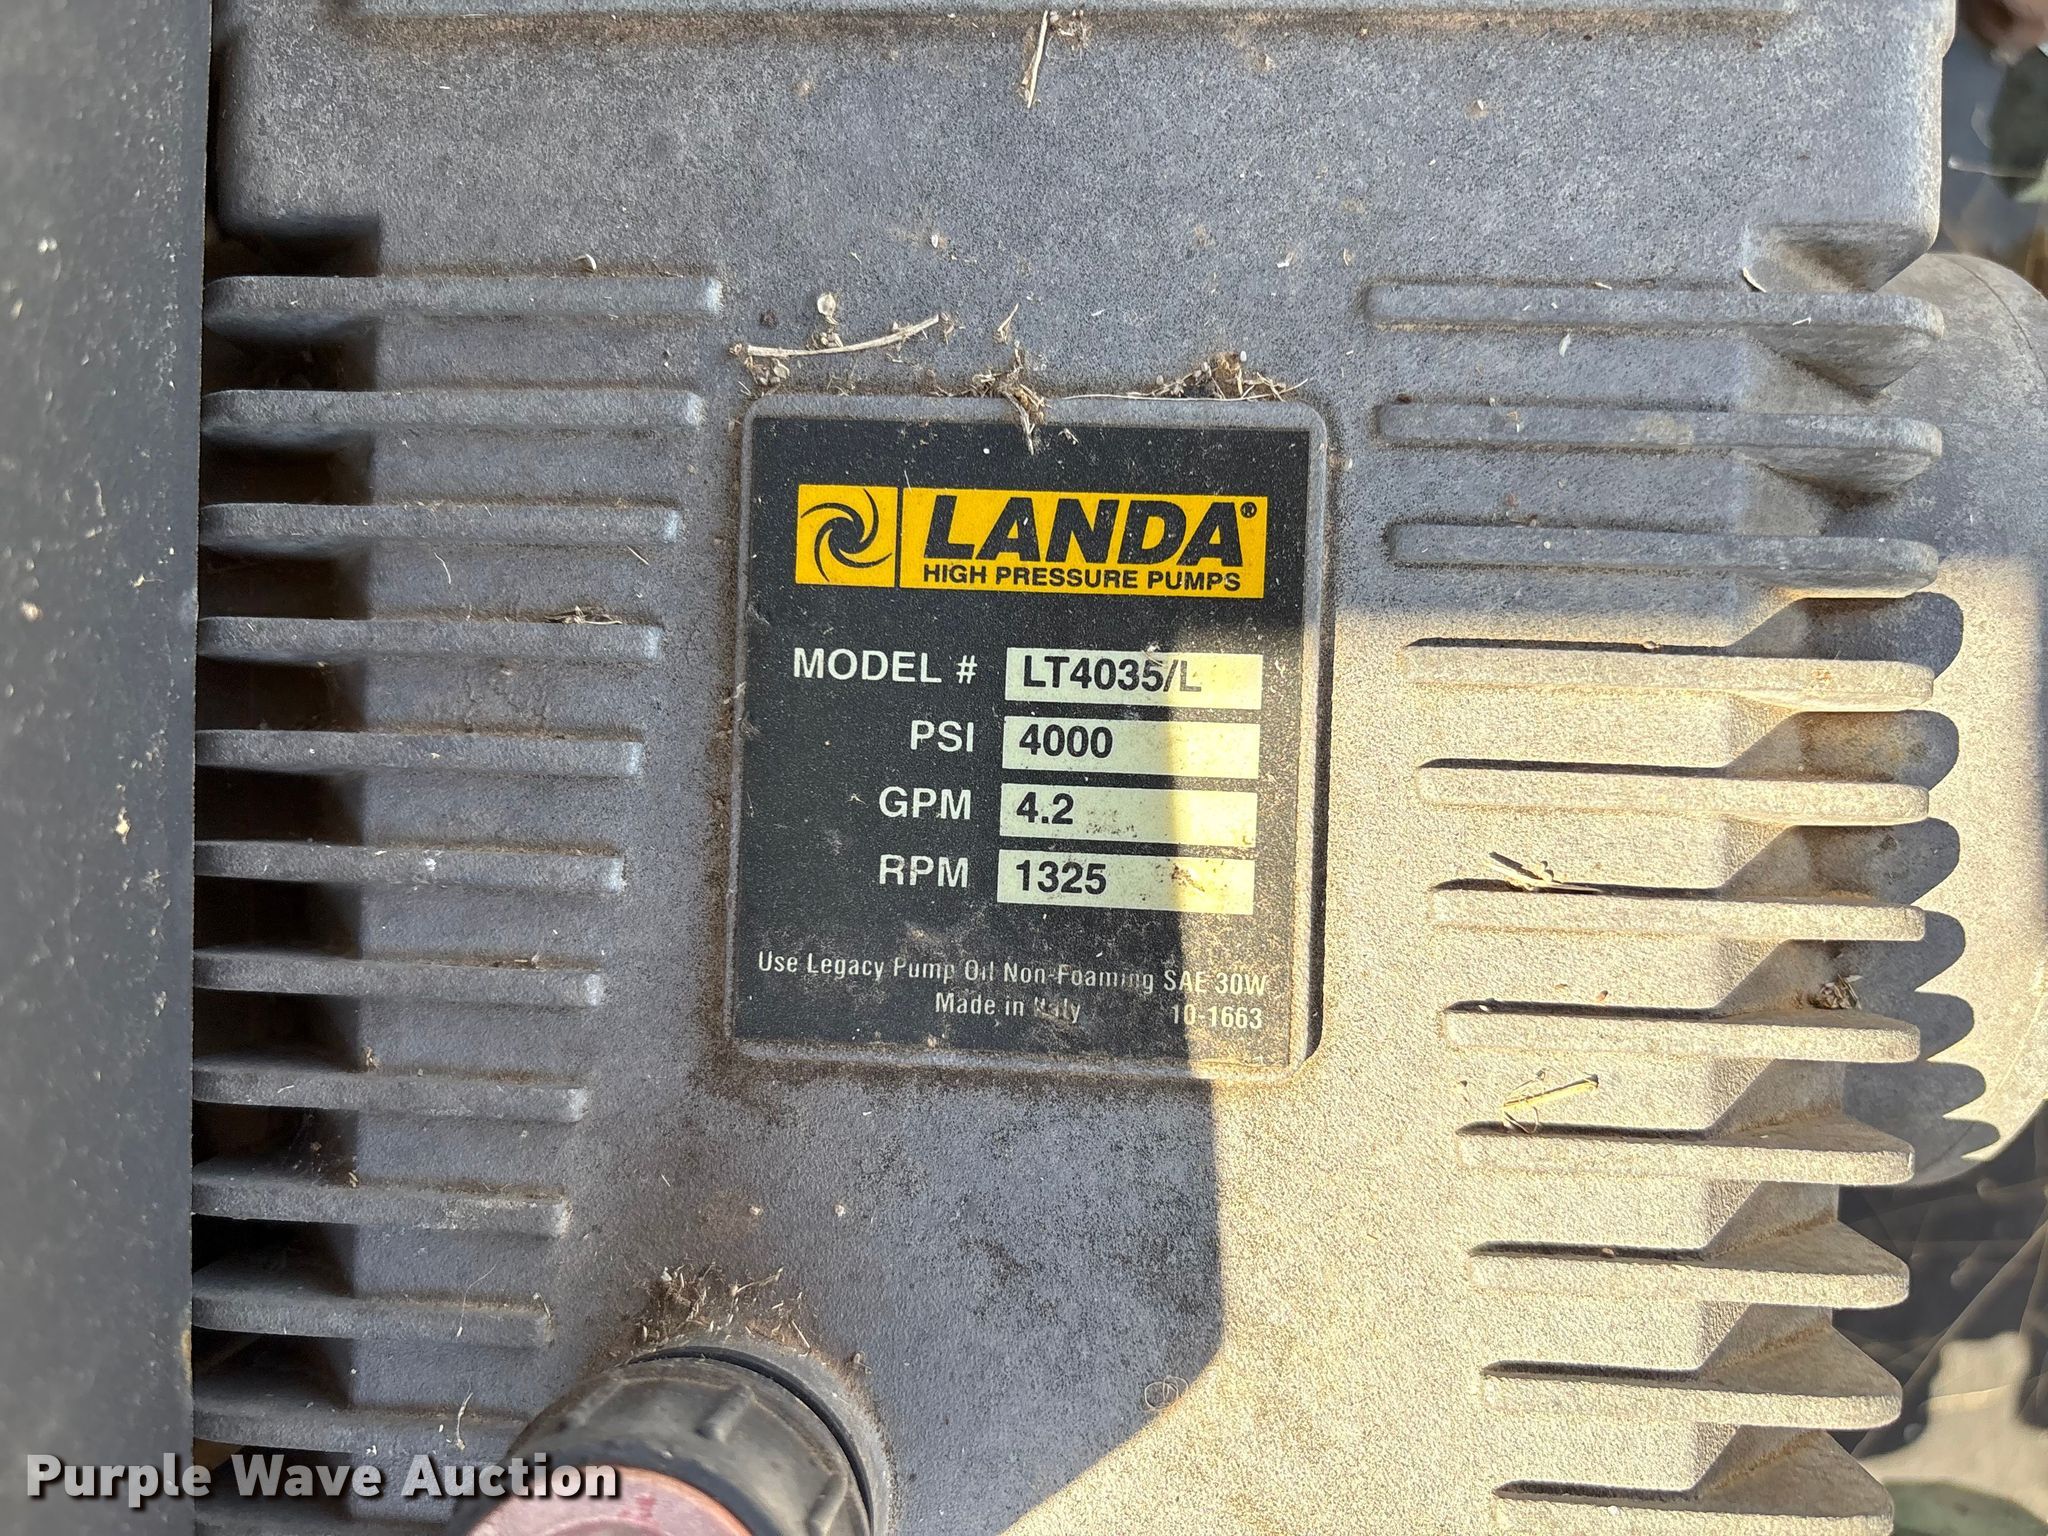 LANDA®
HIGH PRESSURE PUMPS
MODEL # LT4035/L
PSI 4000
GPM 4.2
RPM 1325
Use Legacy Pump Oil Non-Foaming SAE 30W
Made in Italy 10-1663
Purple Wave Auction